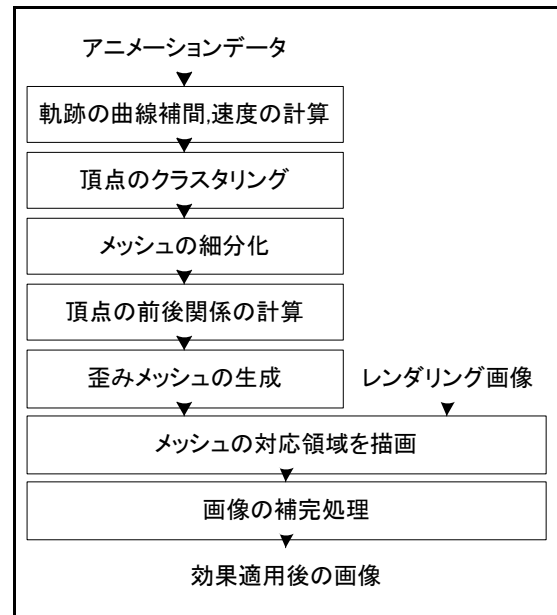 アニメーションデータ
軌跡の曲線補間,速度の計算
頂点のクラスタリング
メッシュの細分化
頂点の前後関係の計算
歪みメッシュの生成
レンダリング画像
メッシュの対応領域を描画
画像の補完処理
効果適用後の画像